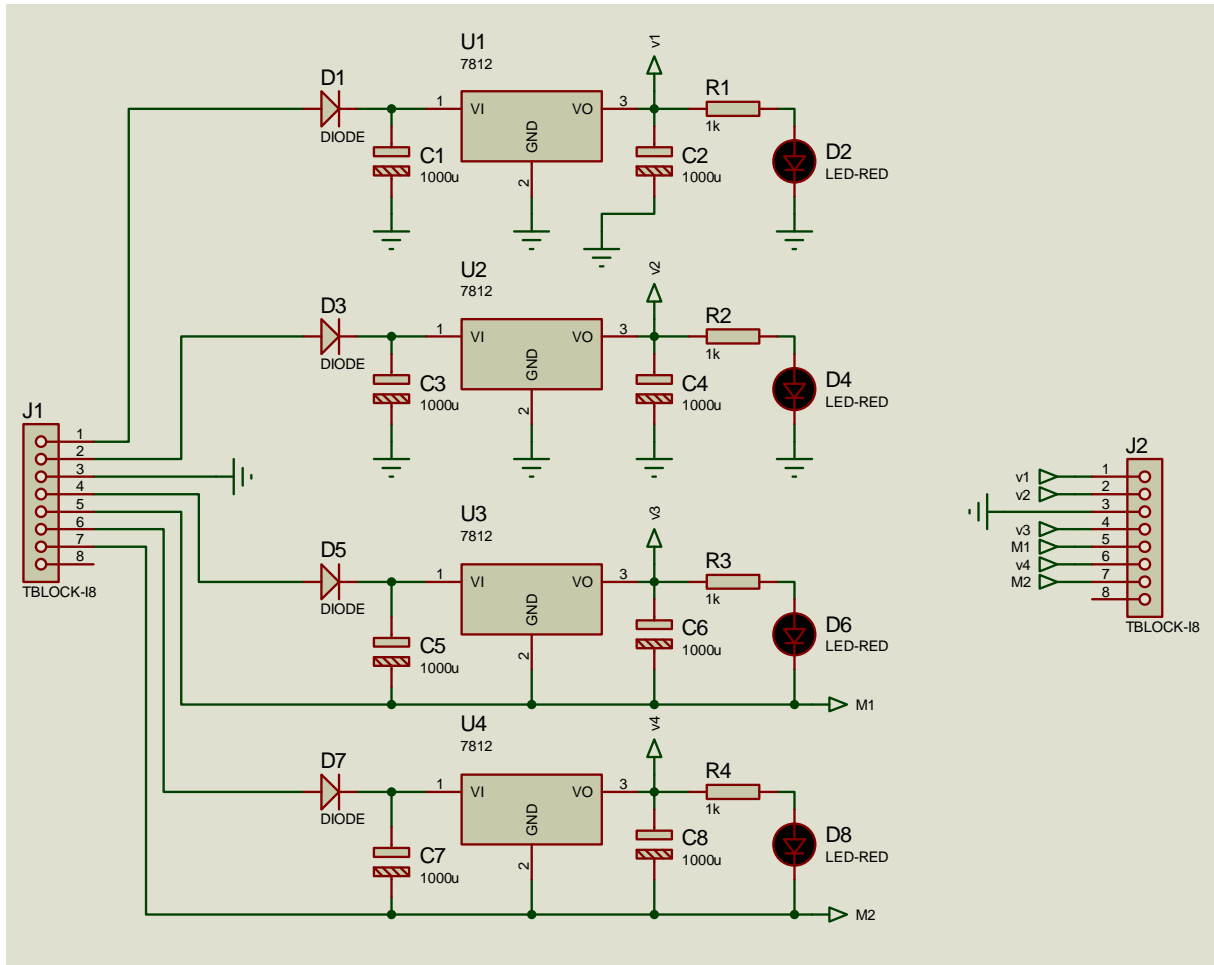 U1
7812
v1
D1
DIODE
1
VI
VO
3
GND
2
R1
1k
C1
1000u
C2
1000u
D2
LED-RED
U2
7812
v2
D3
DIODE
1
VI
VO
3
GND
2
R2
1k
C3
1000u
C4
1000u
D4
LED-RED
J1
1
2
3
4
5
6
7
8
TBLOCK-I8
J2
v1
1
v2
2
3
v3
4
M1
5
v4
6
M2
7
8
TBLOCK-I8
U3
7812
v3
D5
DIODE
1
VI
VO
3
GND
2
R3
1k
C5
1000u
C6
1000u
D6
LED-RED
M1
U4
7812
v4
D7
DIODE
1
VI
VO
3
GND
2
R4
1k
C7
1000u
C8
1000u
D8
LED-RED
M2